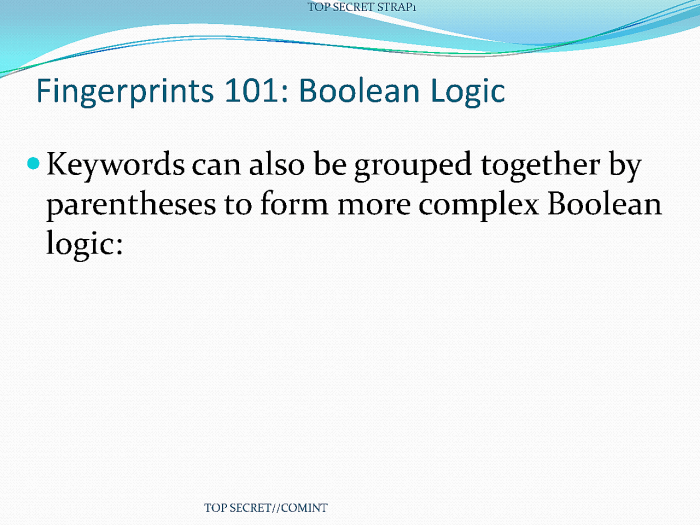 TOP SECRET STRAP1
Fingerprints 101: Boolean Logic
Keywords can also be grouped together by
parentheses to form more complex Boolean
logic:
TOP SECRET//COMINT